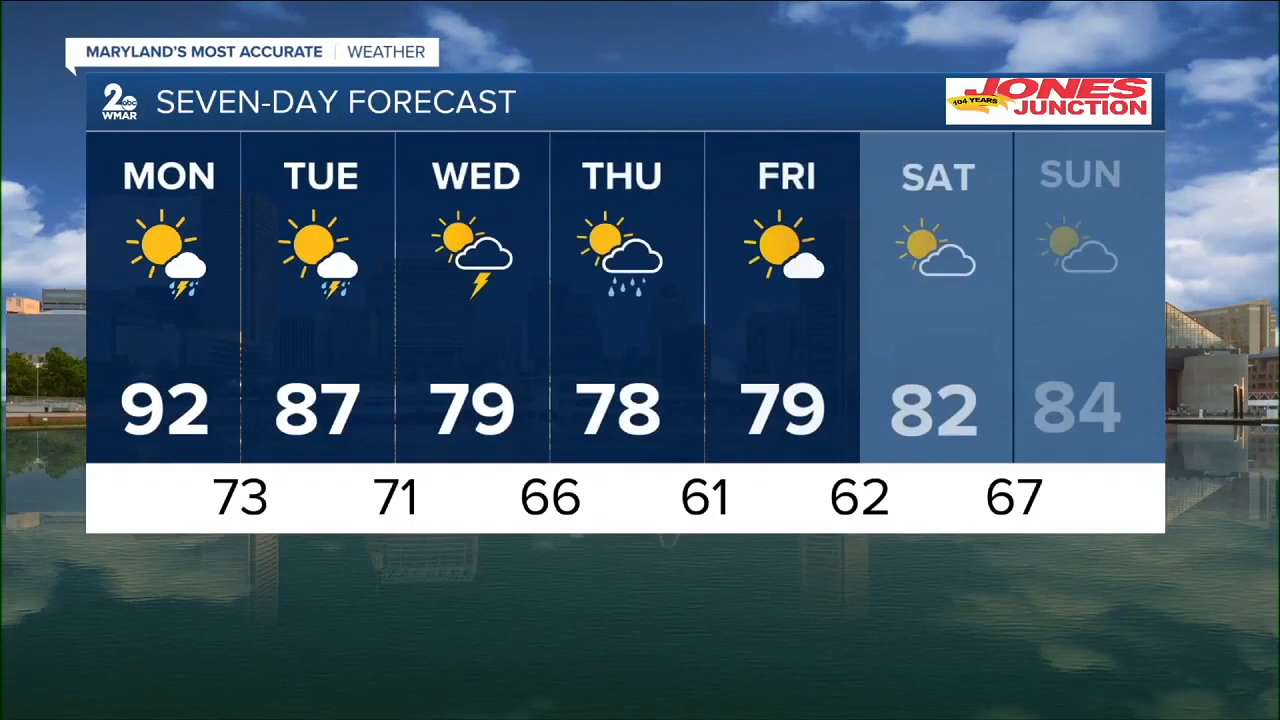 MARYLAND'S MOST ACCURATE | WEATHER
2 abc
WMAR
SEVEN-DAY FORECAST
JONES
104 YEARS
JUNCTION
MON TUE WED THU FRI SAT SUN
92 87 79 78 79 82 84
73 71 66 61 62 67